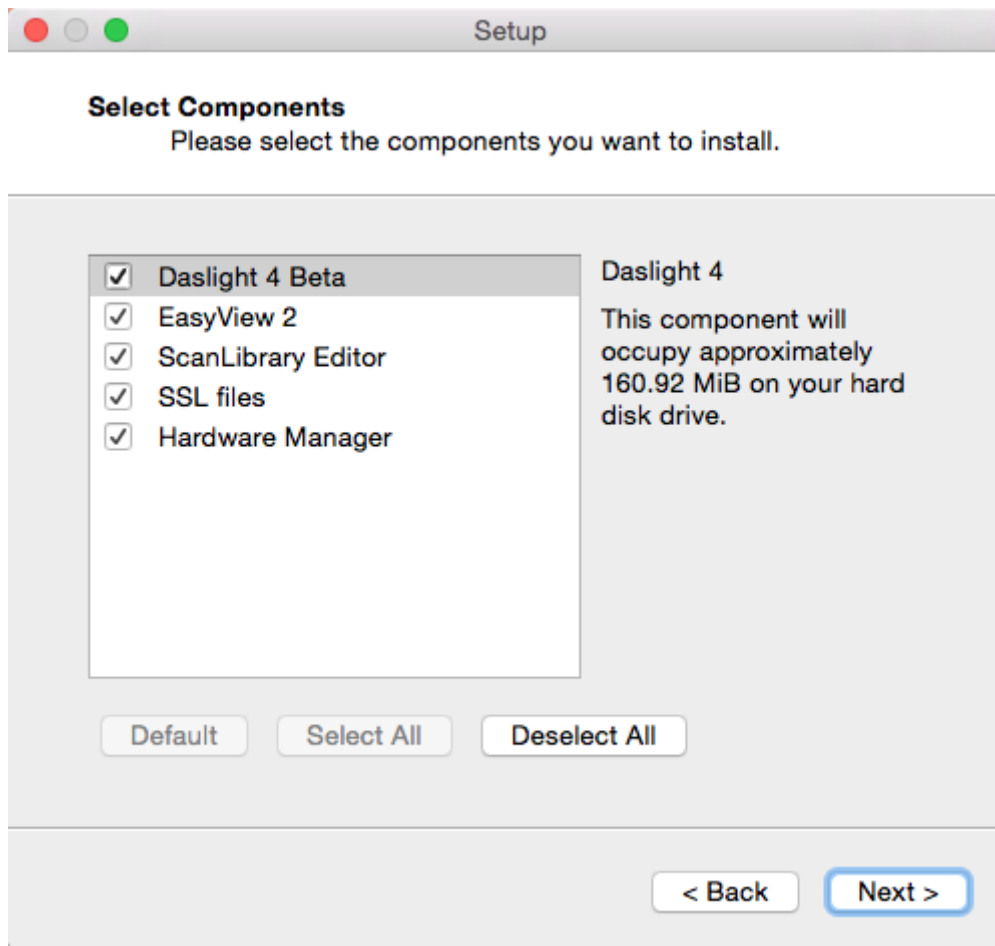 Setup
Select Components
Please select the components you want to install.
Daslight 4 Beta
EasyView 2
ScanLibrary Editor
SSL files
Hardware Manager
Daslight 4
This component will
occupy approximately
160.92 MiB on your hard
disk drive.
Default
Select All
Deselect All
< Back
Next >